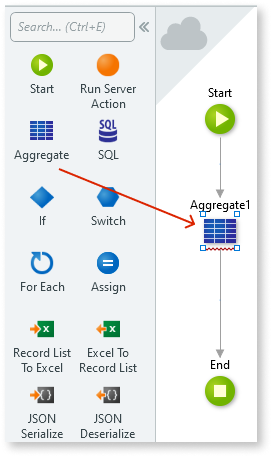 Search... (Ctrl+E)
Start
Run Server
Action
Aggregate
SQL
SQL
If
Switch
For Each
Assign
Record List
To Excel
Excel To
Record List
JSON
Serialize
JSON
Deserialize
Start
Aggregate1
End